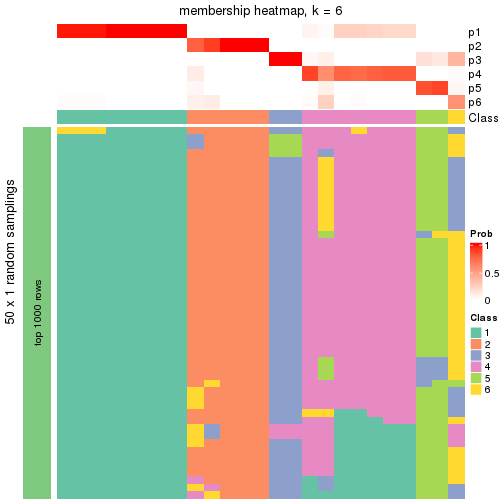 membership heatmap, k = 6
p1
p2
p3
p4
p5
p6
Class
50 x 1 random samplings
top 1000 rows
Prob
1
0.5
0
Class
1
2
3
4
5
6